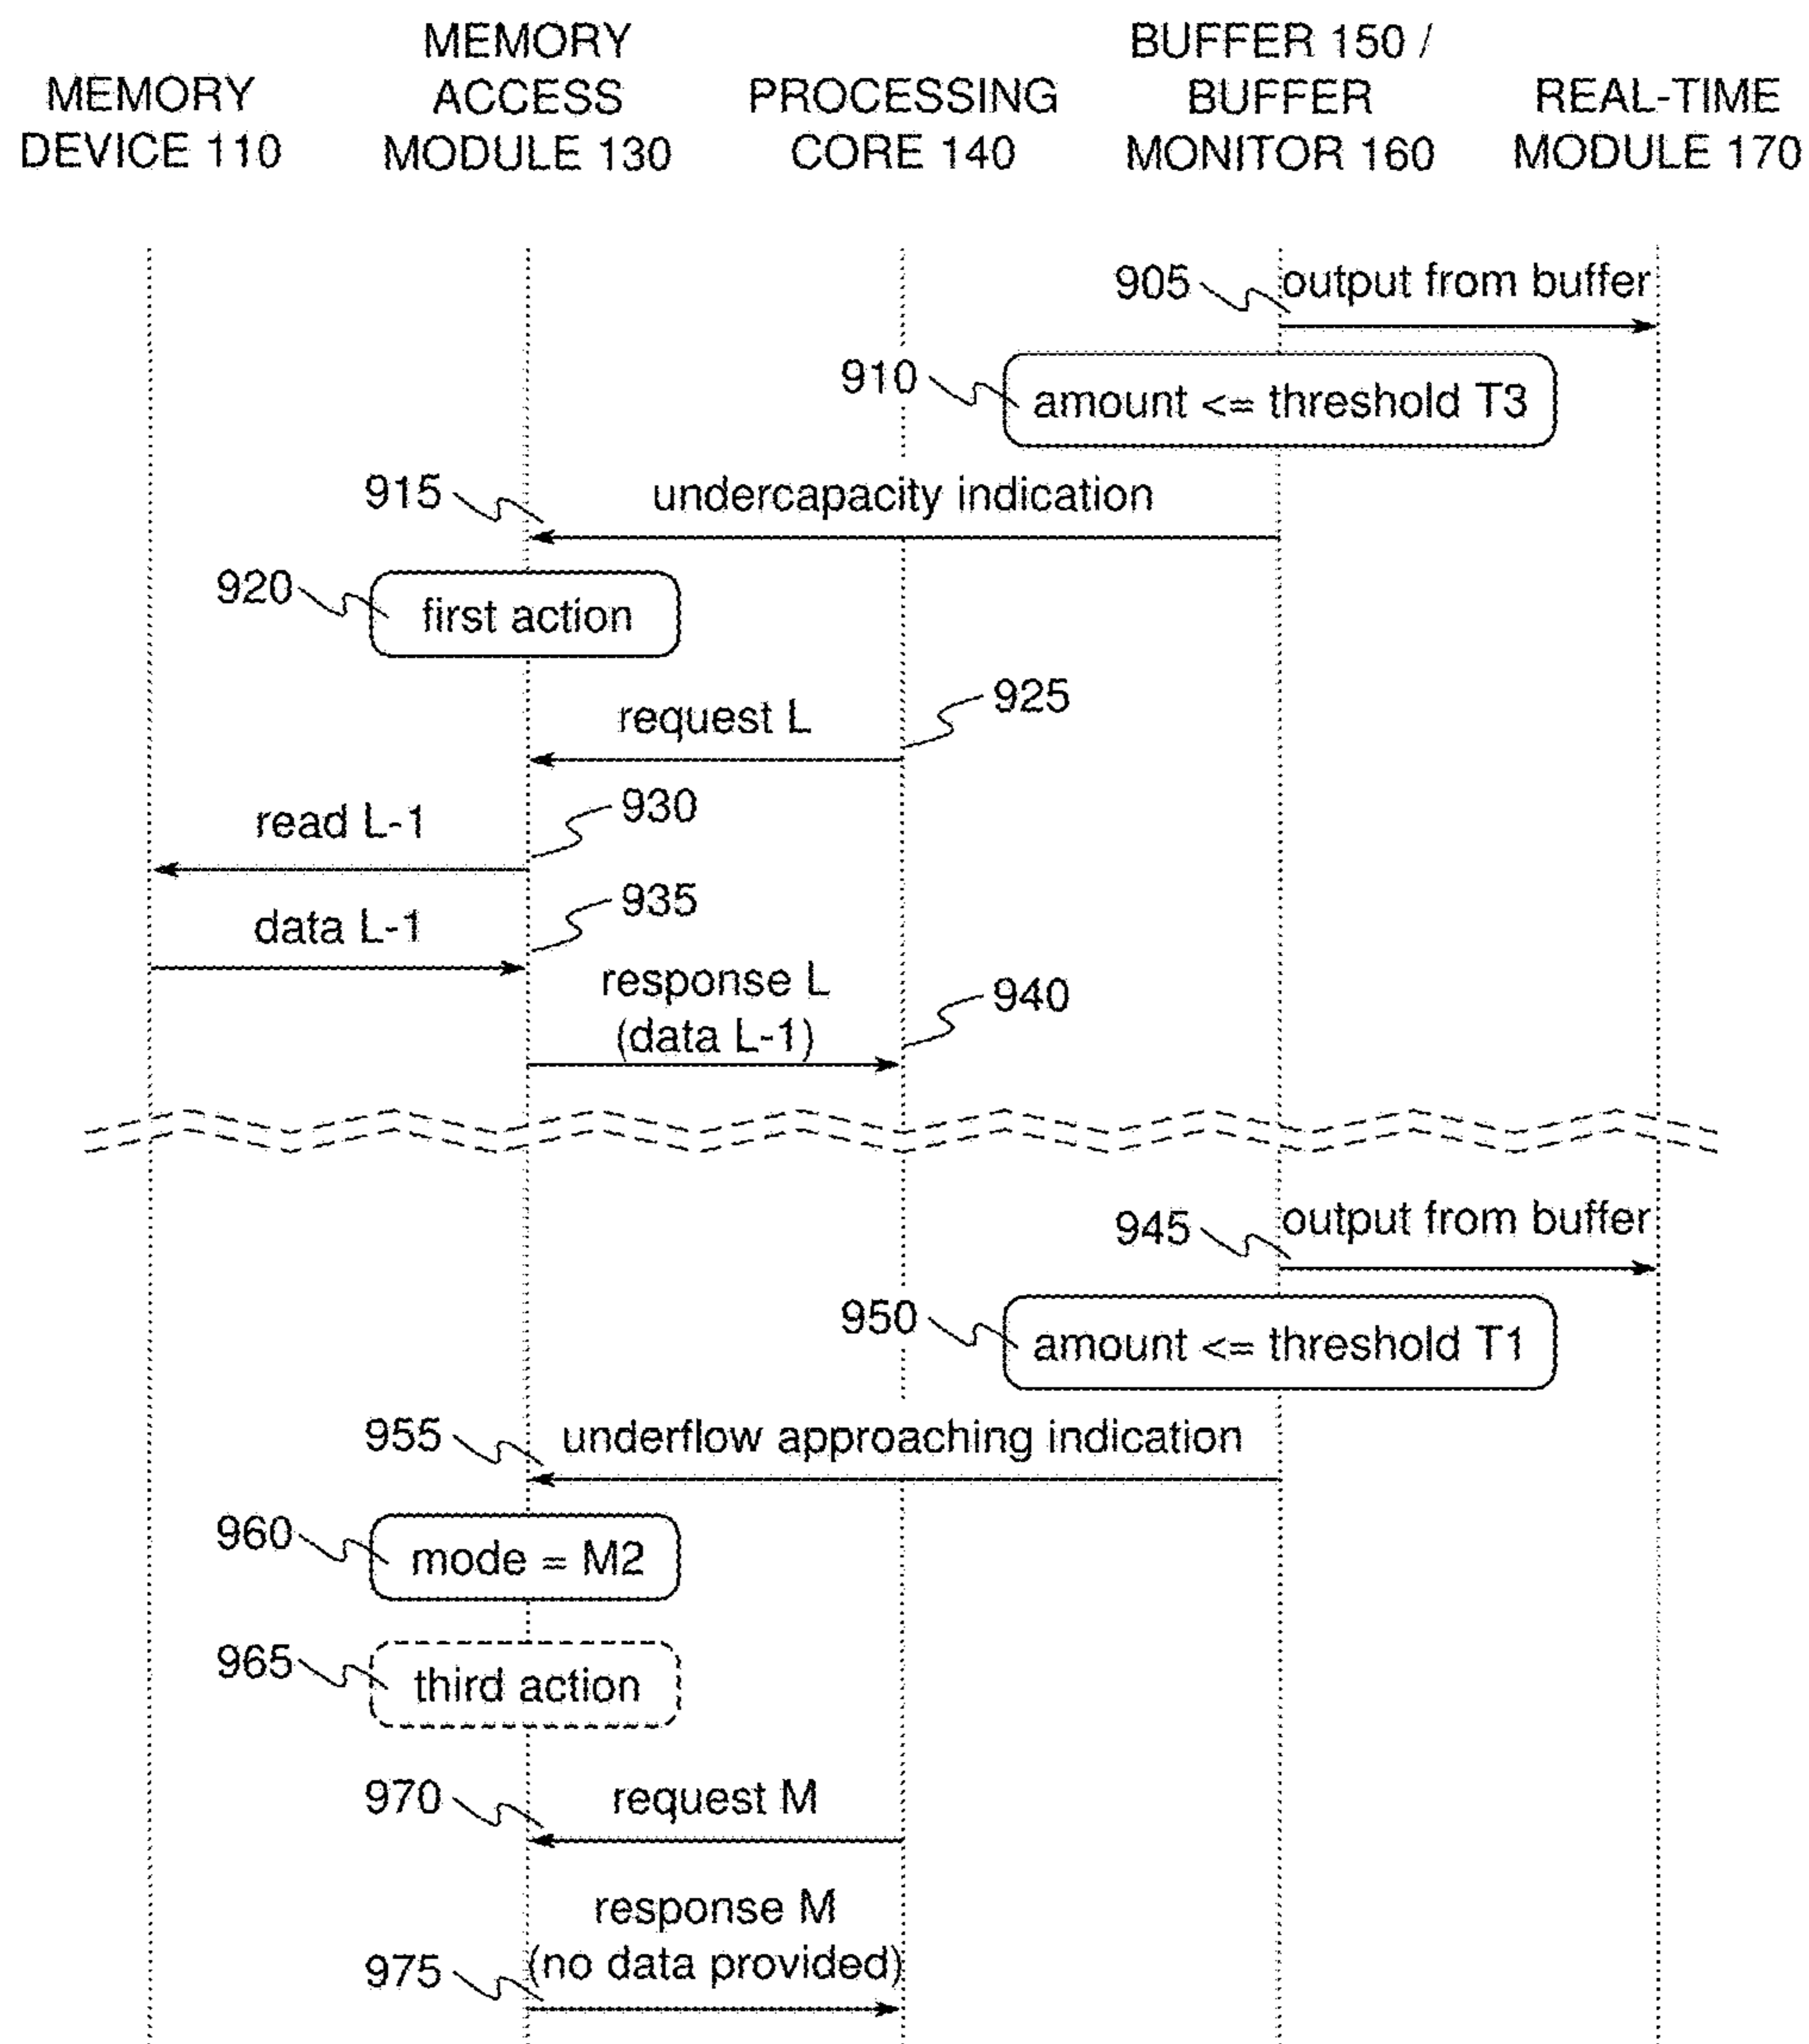 MEMORY
DEVICE 110
MEMORY
ACCESS
MODULE 130
PROCESSING
CORE 140
BUFFER 150 /
BUFFER
MONITOR 160
REAL-TIME
MODULE 170
905
output from buffer
910
amount <= threshold T3
915
undercapacity indication
920
first action
925
request L
930
read L-1
935
data L-1
940
response L
(data L-1)
945
output from buffer
950
amount <= threshold T1
955
underflow approaching indication
960
mode = M2
965
third action
970
request M
response M
(no data provided)
975